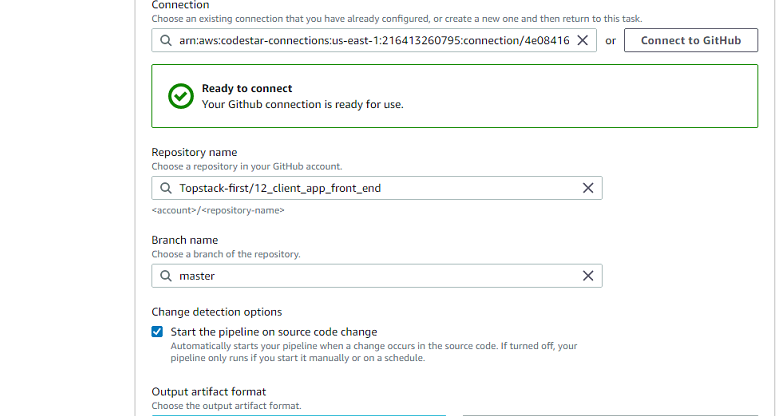 Connection
Choose an existing connection that you have already configured, or create a new one and then return to this task.
arn:aws:codestar-connections:us-east-1:216413260795:connection/4e08416
or
Connect to GitHub
Ready to connect
Your Github connection is ready for use.
Repository name
Choose a repository in your GitHub account.
Topstack-first/12_client_app_front_end
<account>/<repository-name>
Branch name
Choose a branch of the repository.
master
Change detection options
Start the pipeline on source code change
Automatically starts your pipeline when a change occurs in the source code. If turned off, your
pipeline only runs if you start it manually or on a schedule.
Output artifact format
Choose the output artifact format.